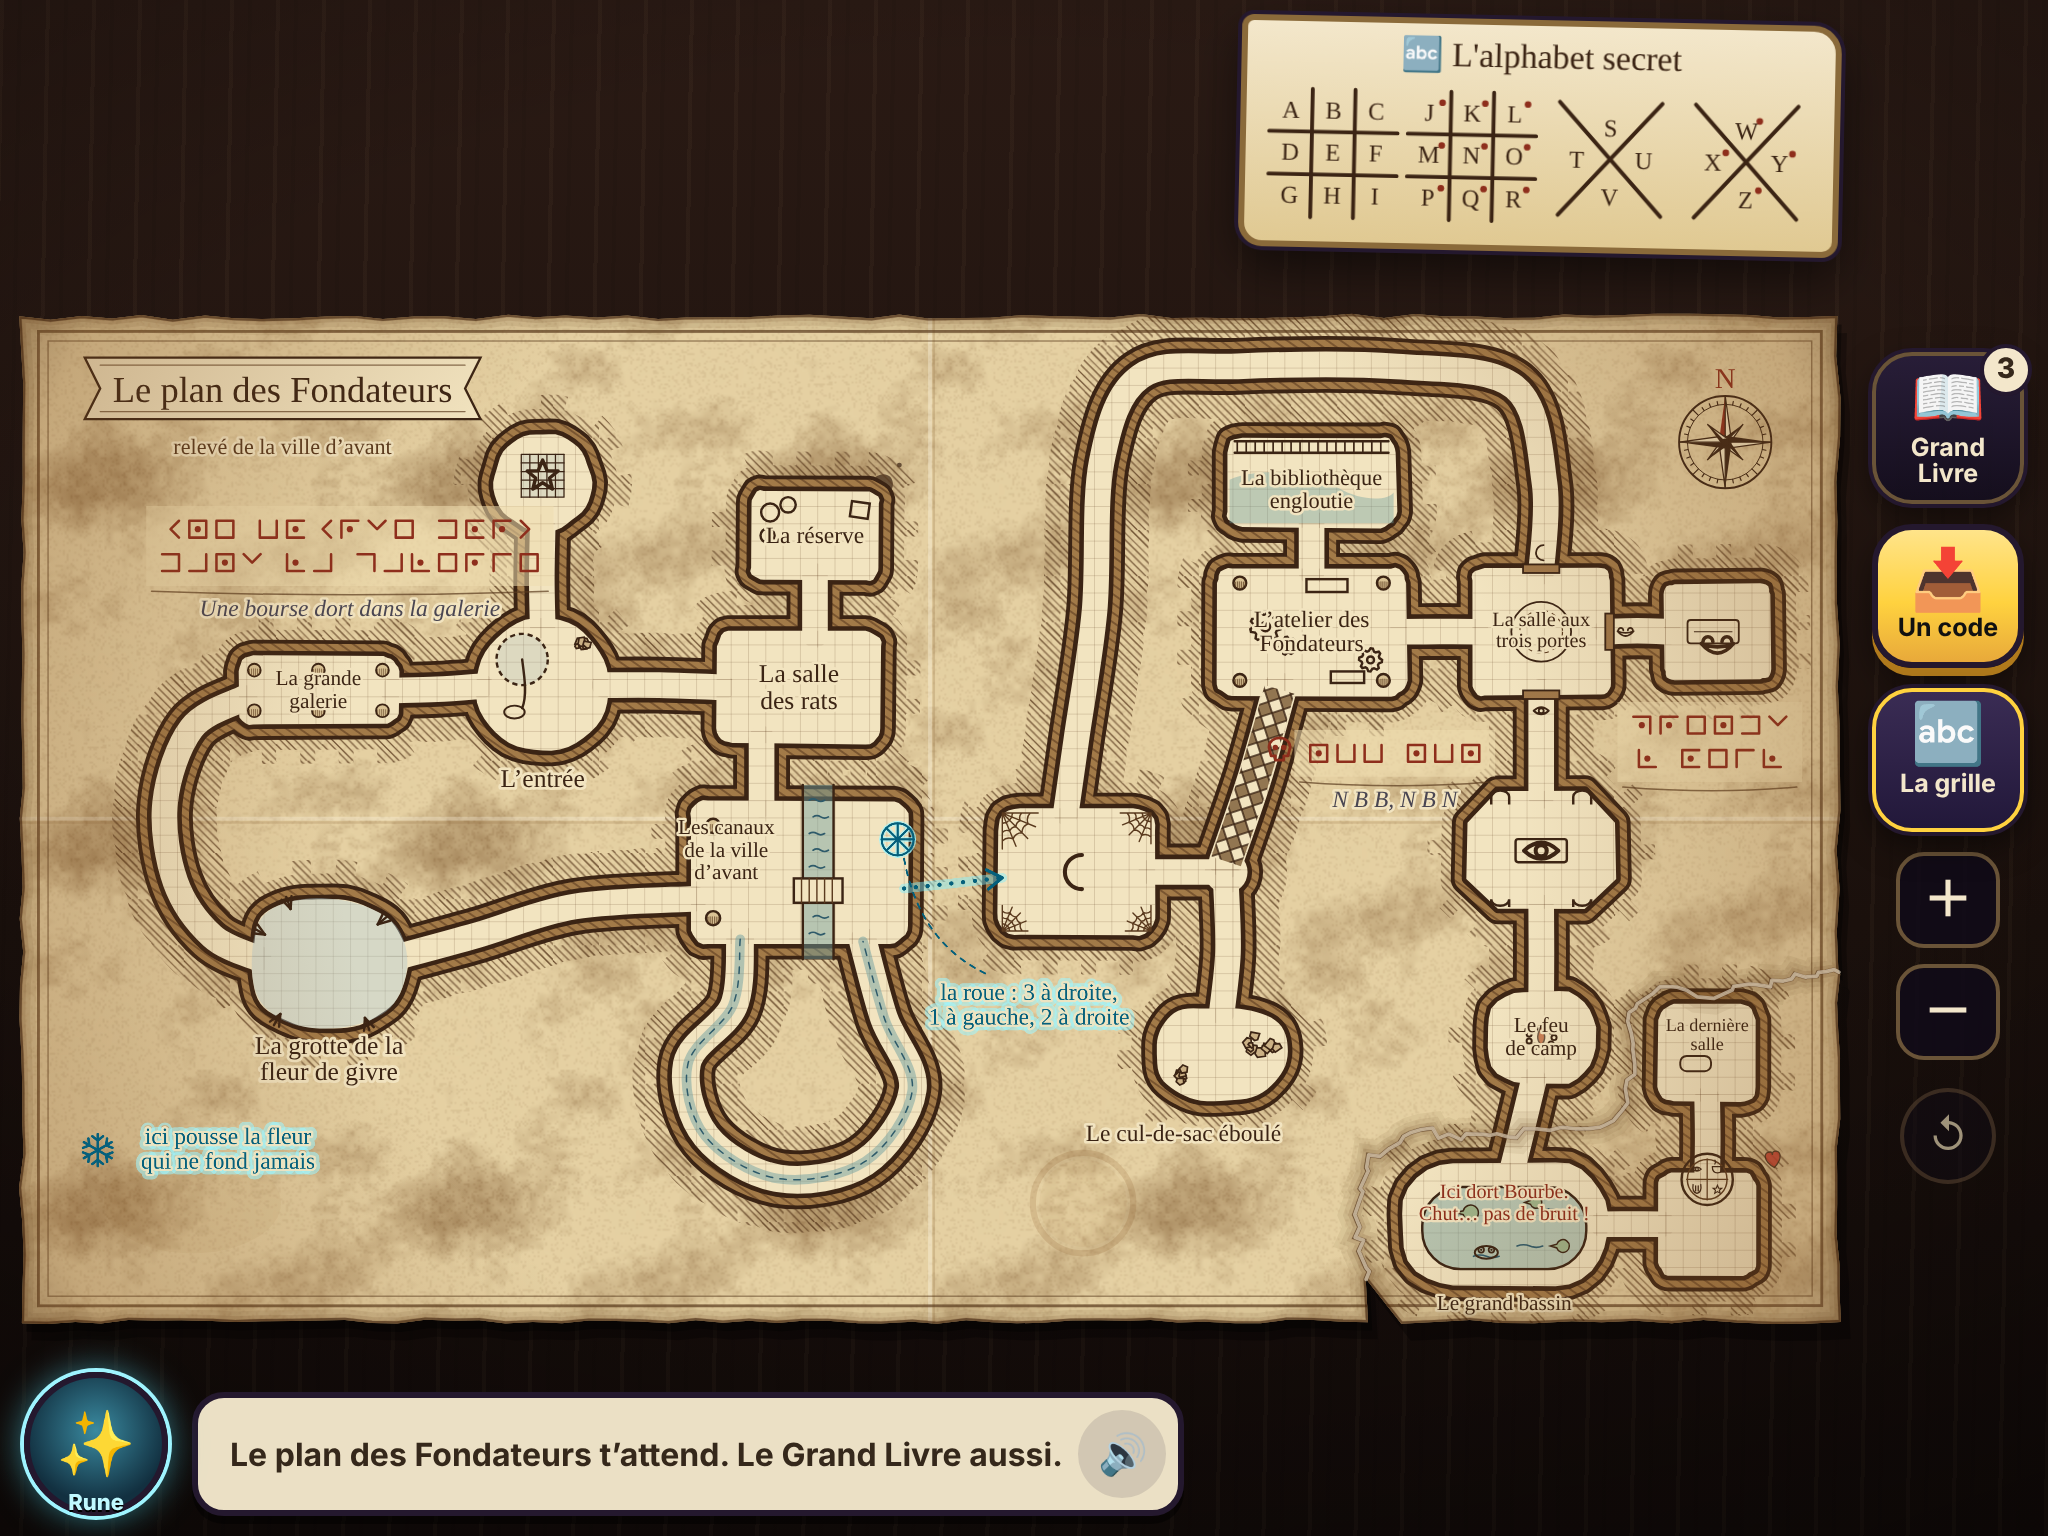 abc L'alphabet secret
A B C J K L
D E F M N O
G H I P Q R
S
T U
V
W
X Y
Z
Le plan des Fondateurs
relevé de la ville d’avant
Une bourse dort dans la galerie
La réserve
La grande
galerie
La salle
des rats
L’entrée
Les canaux
de la ville
d’avant
La grotte de la
fleur de givre
ici pousse la fleur
qui ne fond jamais
la roue : 3 à droite,
1 à gauche, 2 à droite
La bibliothèque
engloutie
L’atelier des
Fondateurs
La salle aux
trois portes
N
N B B, N B N
Le feu
de camp
La dernière
salle
Le cul-de-sac éboulé
Ici dort Bourbe.
Chut… pas de bruit !
Le grand bassin
3
Grand
Livre
Un code
abc
La grille
Rune
Le plan des Fondateurs t’attend. Le Grand Livre aussi.